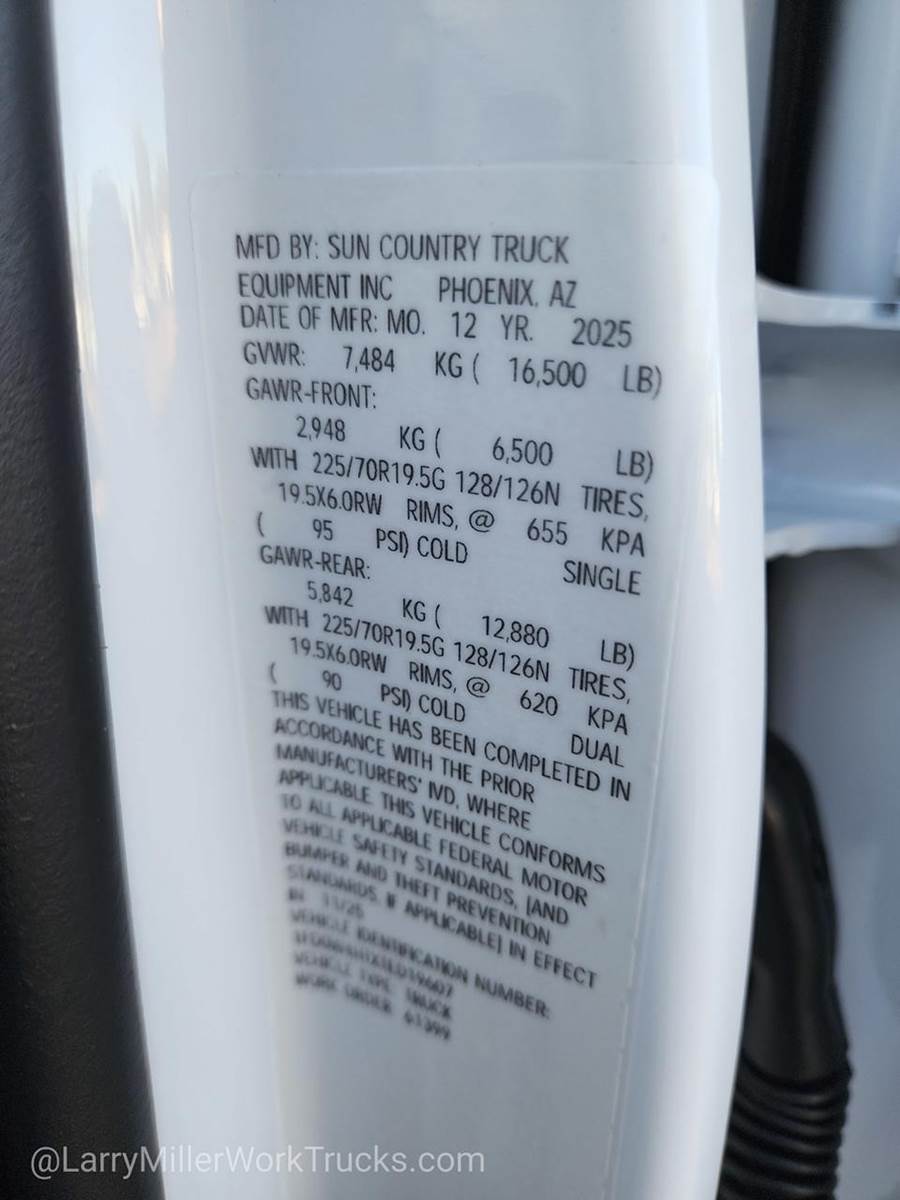 MFD BY: SUN COUNTRY TRUCK
EQUIPMENT INC PHOENIX, AZ
DATE OF MFR: MO. 12 YR. 2025
GVWR: 7,484 KG ( 16,500 LB)
GAWR-FRONT:
2,948 KG ( 6,500 LB)
WITH 225/70R19.5G 128/126N TIRES,
19.5X6.0RW RIMS, @ 655 KPA
( 95 PSI) COLD SINGLE
GAWR-REAR:
5,842 KG ( 12,880 LB)
WITH 225/70R19.5G 128/126N TIRES,
19.5X6.0RW RIMS, @ 620 KPA
( 90 PSI) COLD DUAL
THIS VEHICLE HAS BEEN COMPLETED IN
ACCORDANCE WITH THE PRIOR
MANUFACTURERS' IVD, WHERE
APPLICABLE THIS VEHICLE CONFORMS
TO ALL APPLICABLE FEDERAL MOTOR
VEHICLE SAFETY STANDARDS, [AND
BUMPER AND THEFT PREVENTION
STANDARDS, IF APPLICABLE] IN EFFECT
IN 11/25
VEHICLE IDENTIFICATION NUMBER:
VEHICLE TYPE: TRUCK
WORK ORDER 61399
@LarryMillerWorkTrucks.com